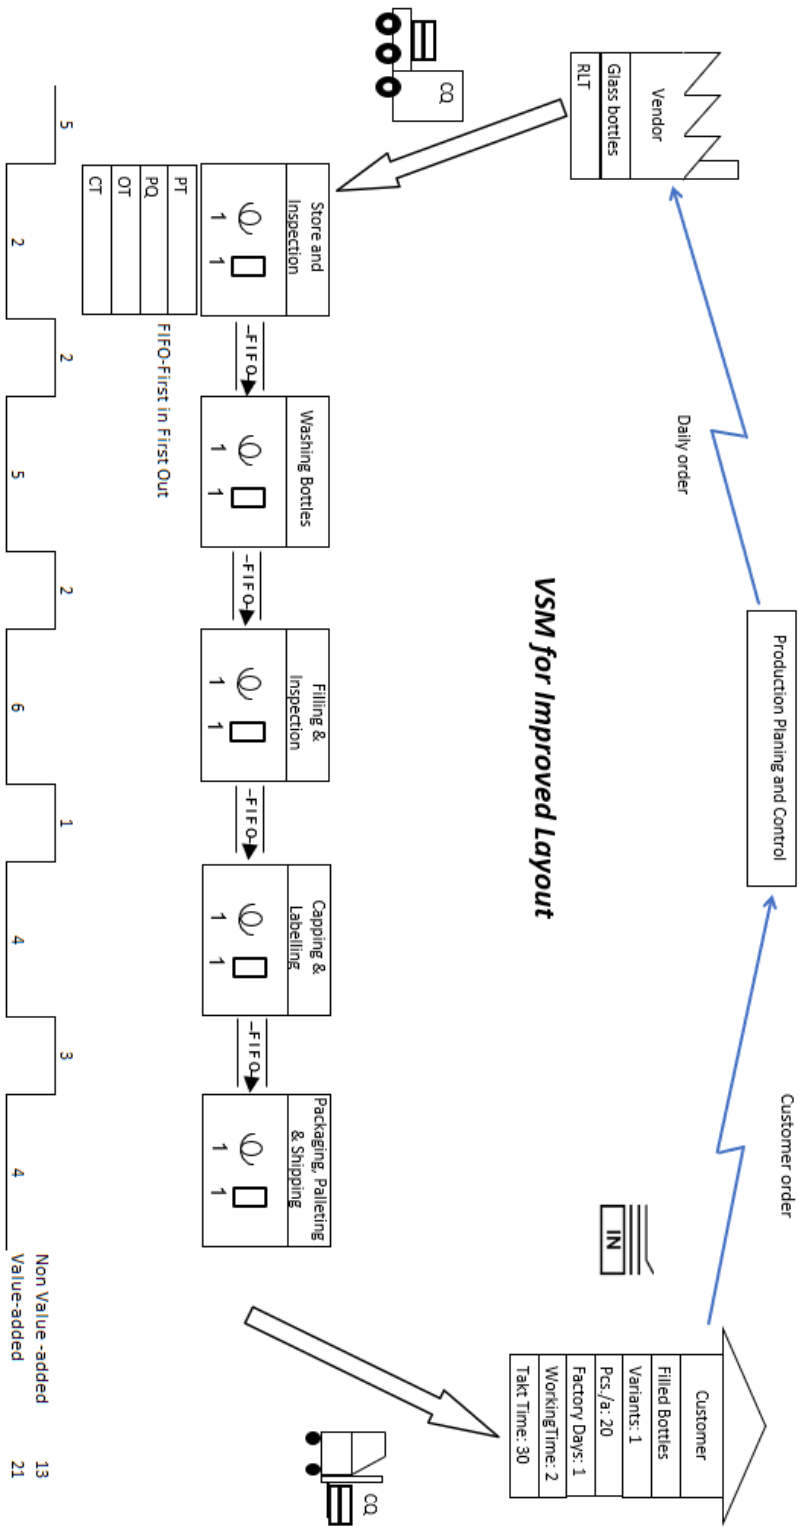 Vendor
Glass bottles
RLT
Daily order
Production Planing and Control
Customer order
Customer
Filled Bottles
Variants: 1
Pcs./a: 20
Factory Days: 1
WorkingTime: 2
Takt Time: 30
IN
CQ
VSM for Improved Layout
CQ
Store and
Inspection
1
1
PT
PQ
OT
CT
–FIFO
FIFO-First in First Out
Washing Bottles
1
1
–FIFO
Filling &
Inspection
1
1
–FIFO
Capping &
Labelling
1
1
–FIFO
Packaging, Palleting
& Shipping
1
1
5
2
2
5
2
6
1
4
3
4
Non Value -added 13
Value-added 21